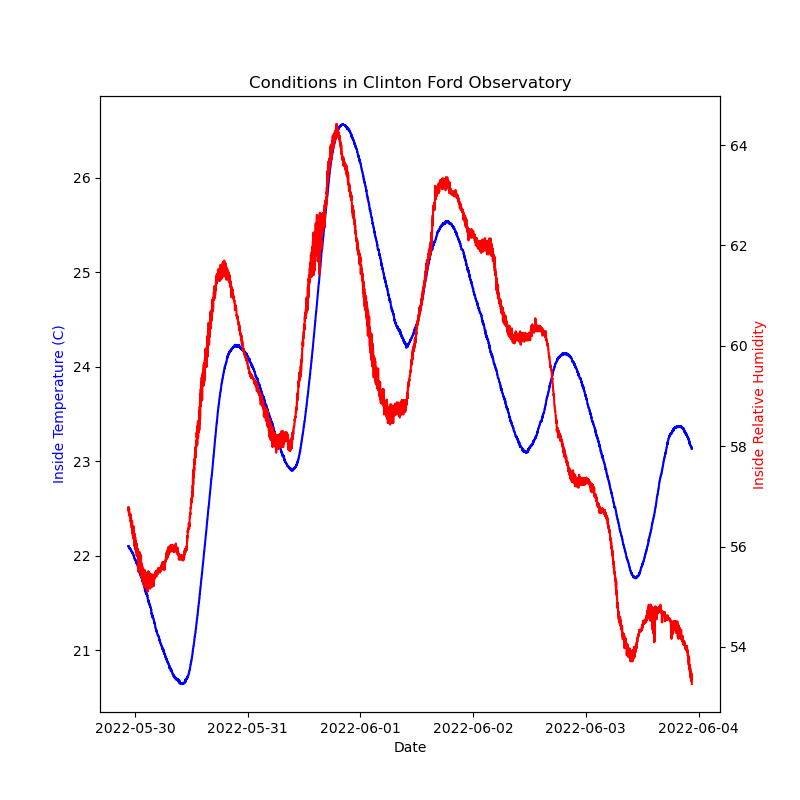 Conditions in Clinton Ford Observatory
Inside Temperature (C)
26
25
24
23
22
21
64
62
60
58
56
54
Inside Relative Humidity
2022-05-30 2022-05-31 2022-06-01 2022-06-02 2022-06-03 2022-06-04
Date